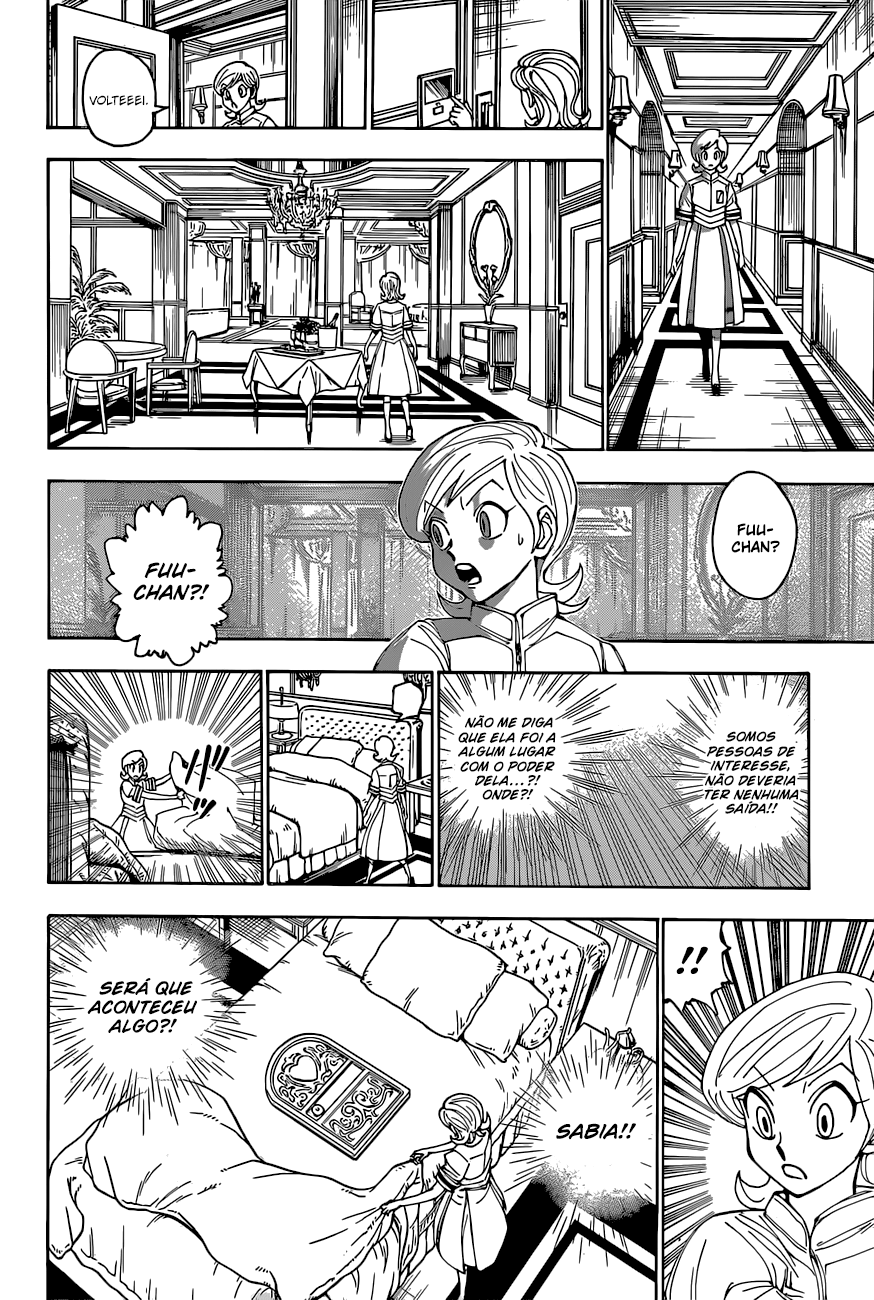 VOLTEEEI.
FUU-
CHAN?
FUU-
CHAN?!
SOMOS
PESSOAS DE
INTERESSE,
NÃO DEVERIA
TER NENHUMA
SAÍDA!!
NÃO ME DIGA
QUE ELA FOI A
ALGUM LUGAR
COM O PODER
DELA...?!
ONDE?!
!!
SABIA!!
SERÁ QUE
ACONTECEU
ALGO?!